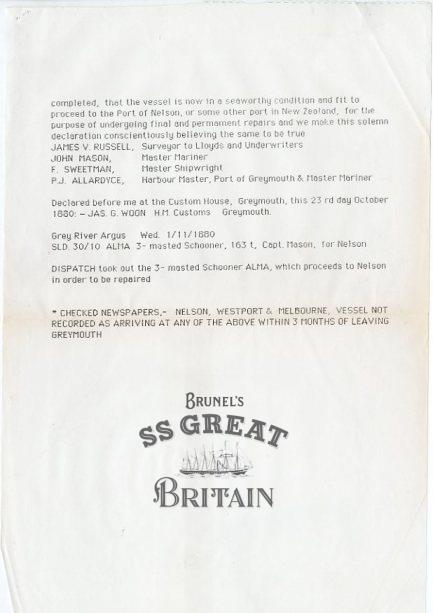 completed, that the vessel is now in a seaworthy condition and fit to
proceed to the Port of Nelson, or some other port in New Zealand, for the
purpose of undergoing final and permament repairs and we make this solemn
declaration conscientiously believing the same to be true
JAMES V. RUSSELL, Surveyor to Lloyds and Underwriters
JOHN MASON, Master Mariner
F. SWEETMAN, Master Shipwright
P.J. ALLARDYCE, Harbour Master, Port of Greymouth & Master Mariner
Declared before me at the Custom House, Greymouth, this 23 rd day October
1880: - JAS. G. WOON H.M. Customs Greymouth.
Grey River Argus Wed. 1/11/1880
SLD. 30/10 ALMA 3- masted Schooner, 163 t, Capt. Mason, for Nelson
DISPATCH took out the 3- masted Schooner ALMA, which proceeds to Nelson
in order to be repaired
* CHECKED NEWSPAPERS,- NELSON, WESTPORT & MELBOURNE, VESSEL NOT
RECORDED AS ARRIVING AT ANY OF THE ABOVE WITHIN 3 MONTHS OF LEAVING
GREYMOUTH
BRUNEL'S
SS GREAT
BRITAIN